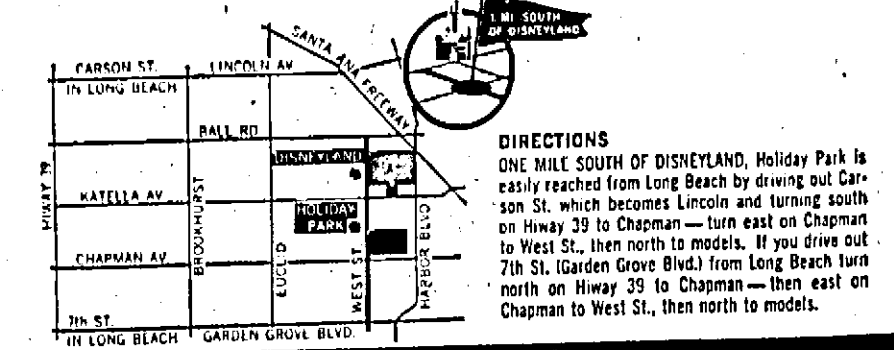 1 MI. SOUTH
OF DISNEYLAND
SANTA ANA FREEWAY
CARSON ST.
LINCOLN AV
IN LONG BEACH
BALL RD
DISNEYLAND
HIWAY 39
KATELLA AV
BROOKHURST
HOLIDAY
PARK
EUCLID
WEST ST.
HARBOR BLVD
CHAPMAN AV
7th ST.
IN LONG BEACH
GARDEN GROVE BLVD.
DIRECTIONS
ONE MILE SOUTH OF DISNEYLAND, Holiday Park is
easily reached from Long Beach by driving out Car-
son St. which becomes Lincoln and turning south
on Hiway 39 to Chapman — turn east on Chapman
to West St., then north to models. If you drive out
7th St. (Garden Grove Blvd.) from Long Beach turn
north on Hiway 39 to Chapman — then east on
Chapman to West St., then north to models.